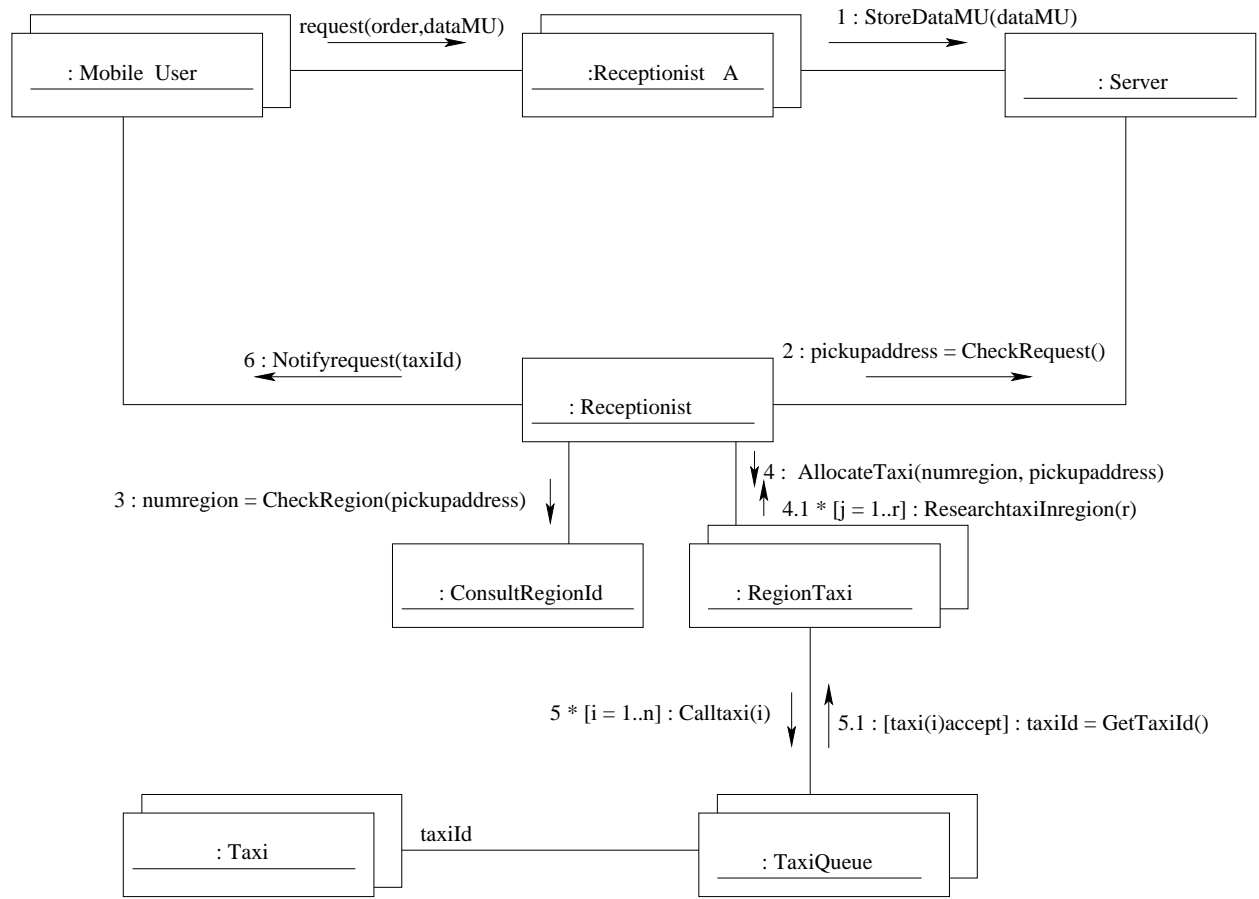 request(order,dataMU)
1 : StoreDataMU(dataMU)
: Mobile User
:Receptionist A
: Server
6 : Notifyrequest(taxiId)
2 : pickupaddress = CheckRequest()
: Receptionist
3 : numregion = CheckRegion(pickupaddress)
4 : AllocateTaxi(numregion, pickupaddress)
4.1 * [j = 1..r] : ResearchtaxiInregion(r)
: ConsultRegionId
: RegionTaxi
5 * [i = 1..n] : Calltaxi(i)
5.1 : [taxi(i)accept] : taxiId = GetTaxiId()
taxiId
: Taxi
: TaxiQueue